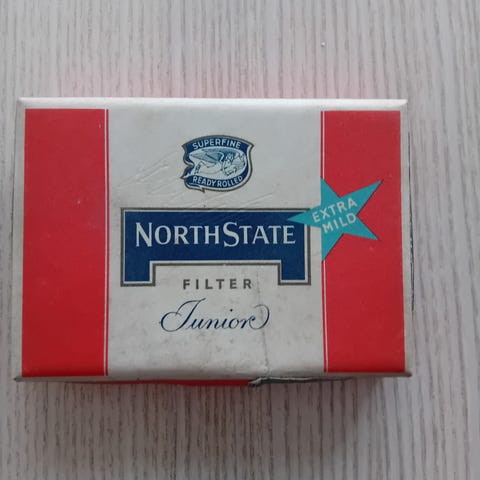 SUPERFINE
READY ROLLED
NORTHSTATE
EXTRA
MILD
FILTER
Junior